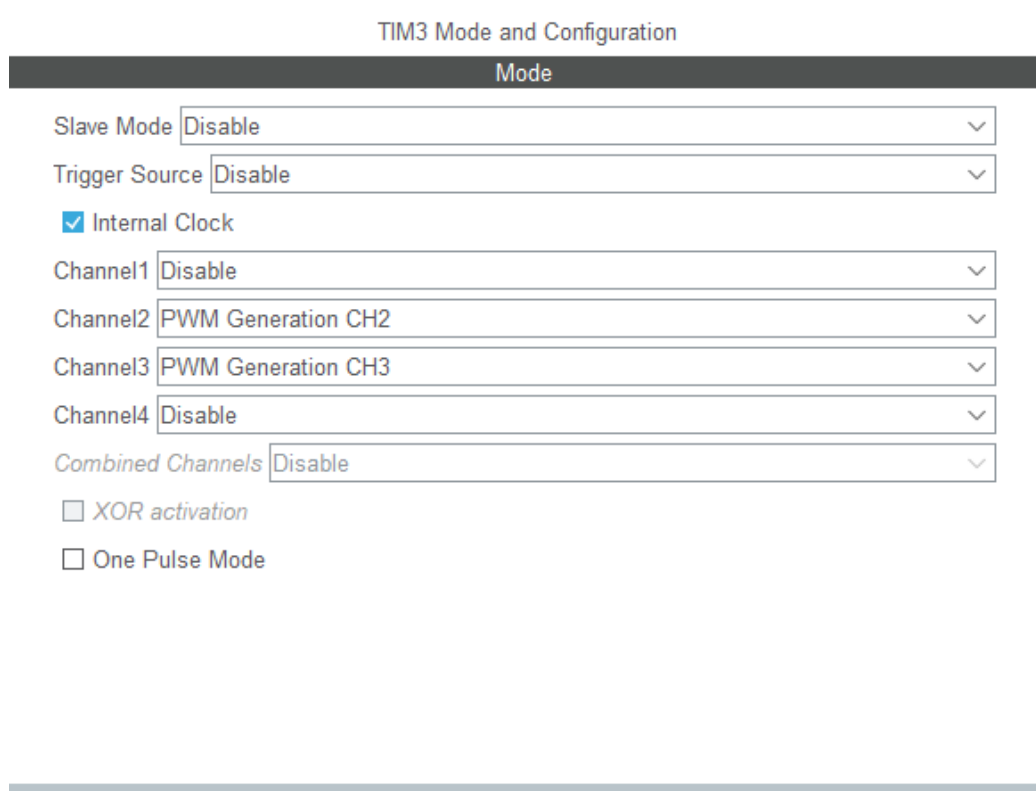 TIM3 Mode and Configuration
Mode
Slave Mode Disable
Trigger Source Disable
Internal Clock
Channel1 Disable
Channel2 PWM Generation CH2
Channel3 PWM Generation CH3
Channel4 Disable
Combined Channels Disable
XOR activation
One Pulse Mode